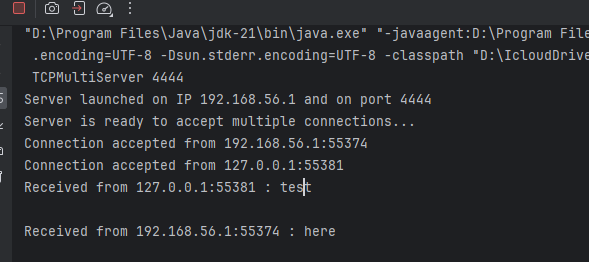 "D:\Program Files\Java\jdk-21\bin\java.exe" "-javaagent:D:\Program File
.encoding=UTF-8 -Dsun.stderr.encoding=UTF-8 -classpath "D:\IcloudDrive
TCPMultiServer 4444
Server launched on IP 192.168.56.1 and on port 4444
Server is ready to accept multiple connections...
Connection accepted from 192.168.56.1:55374
Connection accepted from 127.0.0.1:55381
Received from 127.0.0.1:55381 : test
Received from 192.168.56.1:55374 : here